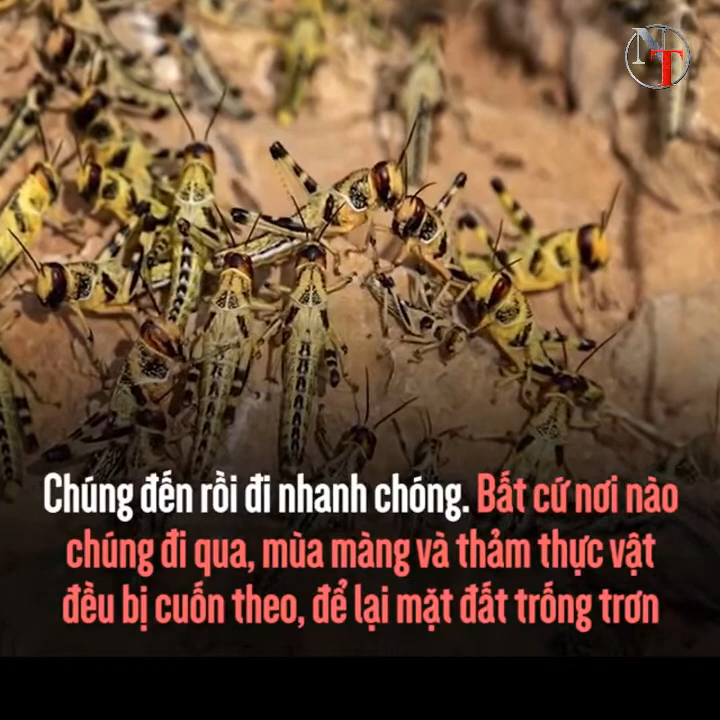 NT
Chúng đến rồi đi nhanh chóng. Bất cứ nơi nào
chúng đi qua, mùa màng và thảm thực vật
đều bị cuốn theo, để lại mặt đất trống trơn